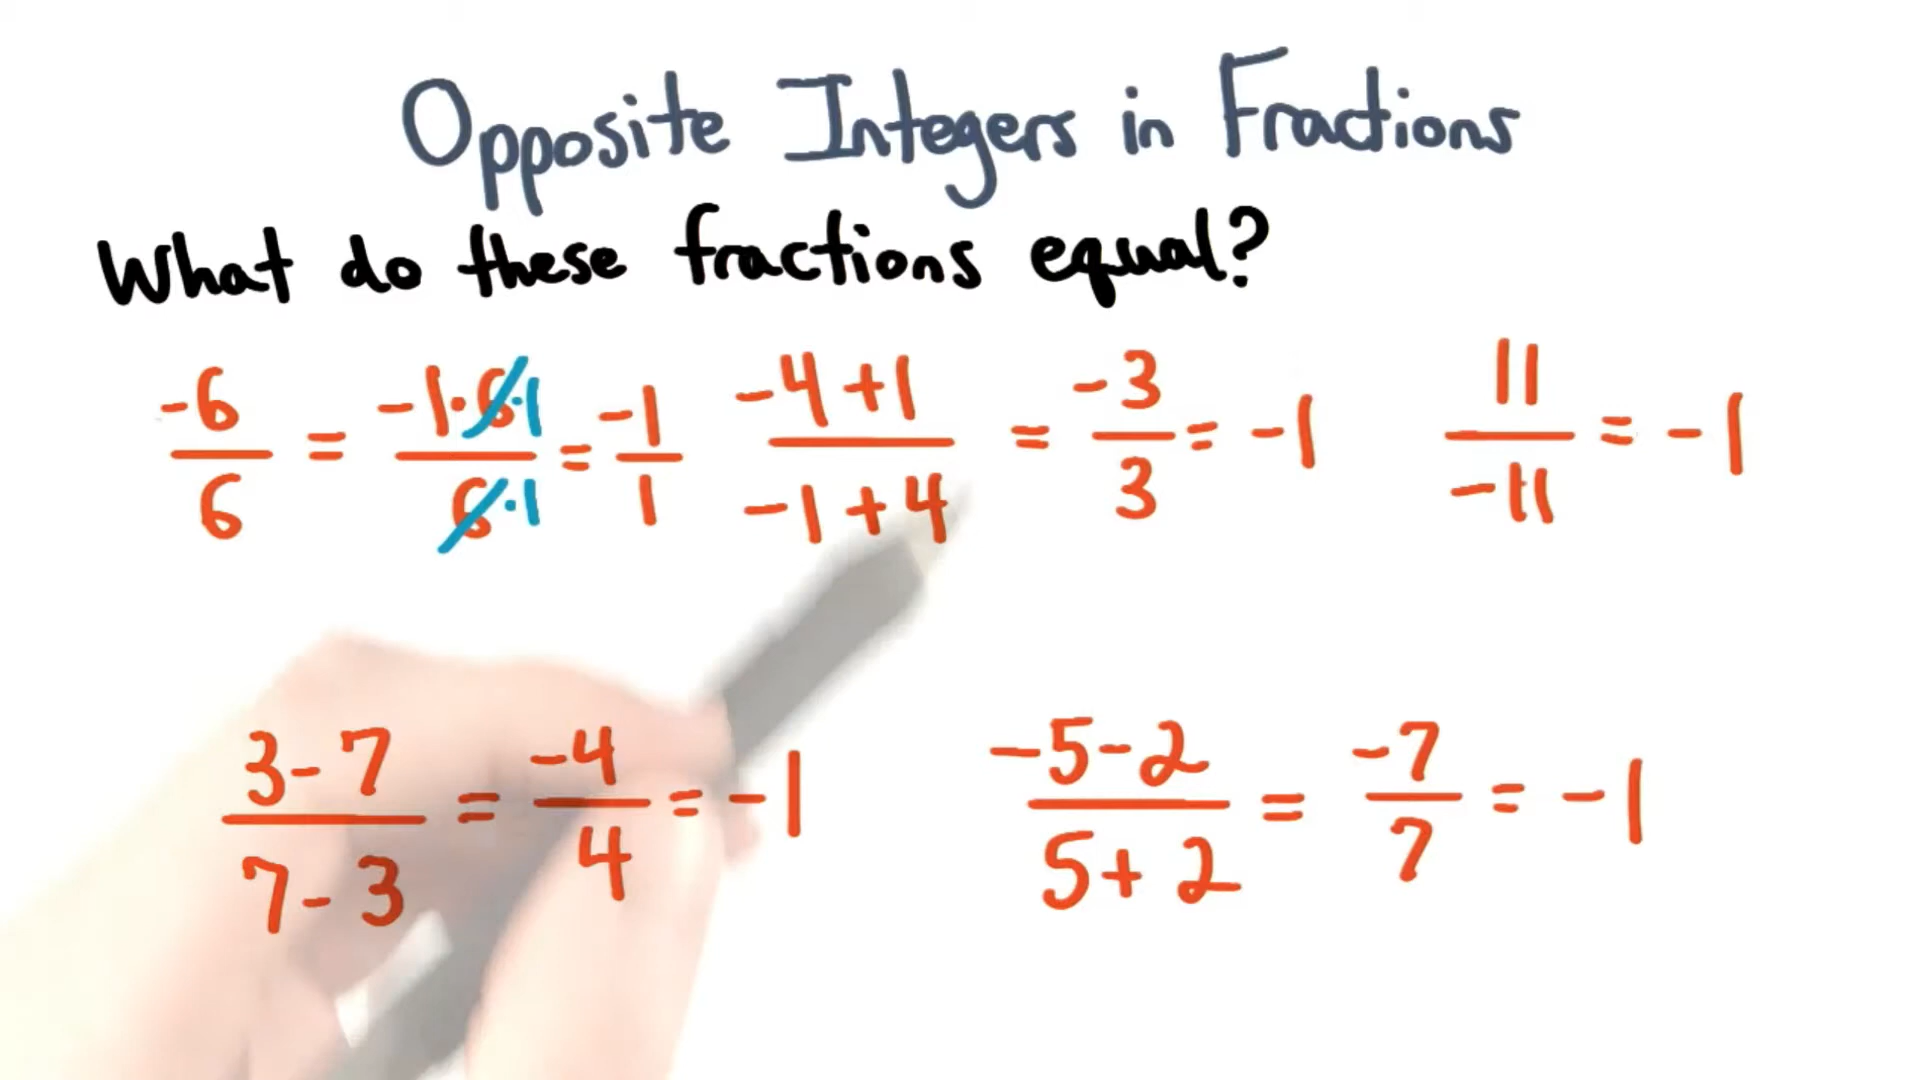 Opposite Integers in Fractions
What do these fractions equal?
-6/6 = -1·6·1/6·1 = -1/1
-4+1/-1+4 = -3/3 = -1
11/-11 = -1
3-7/7-3 = -4/4 = -1
-5-2/5+2 = -7/7 = -1